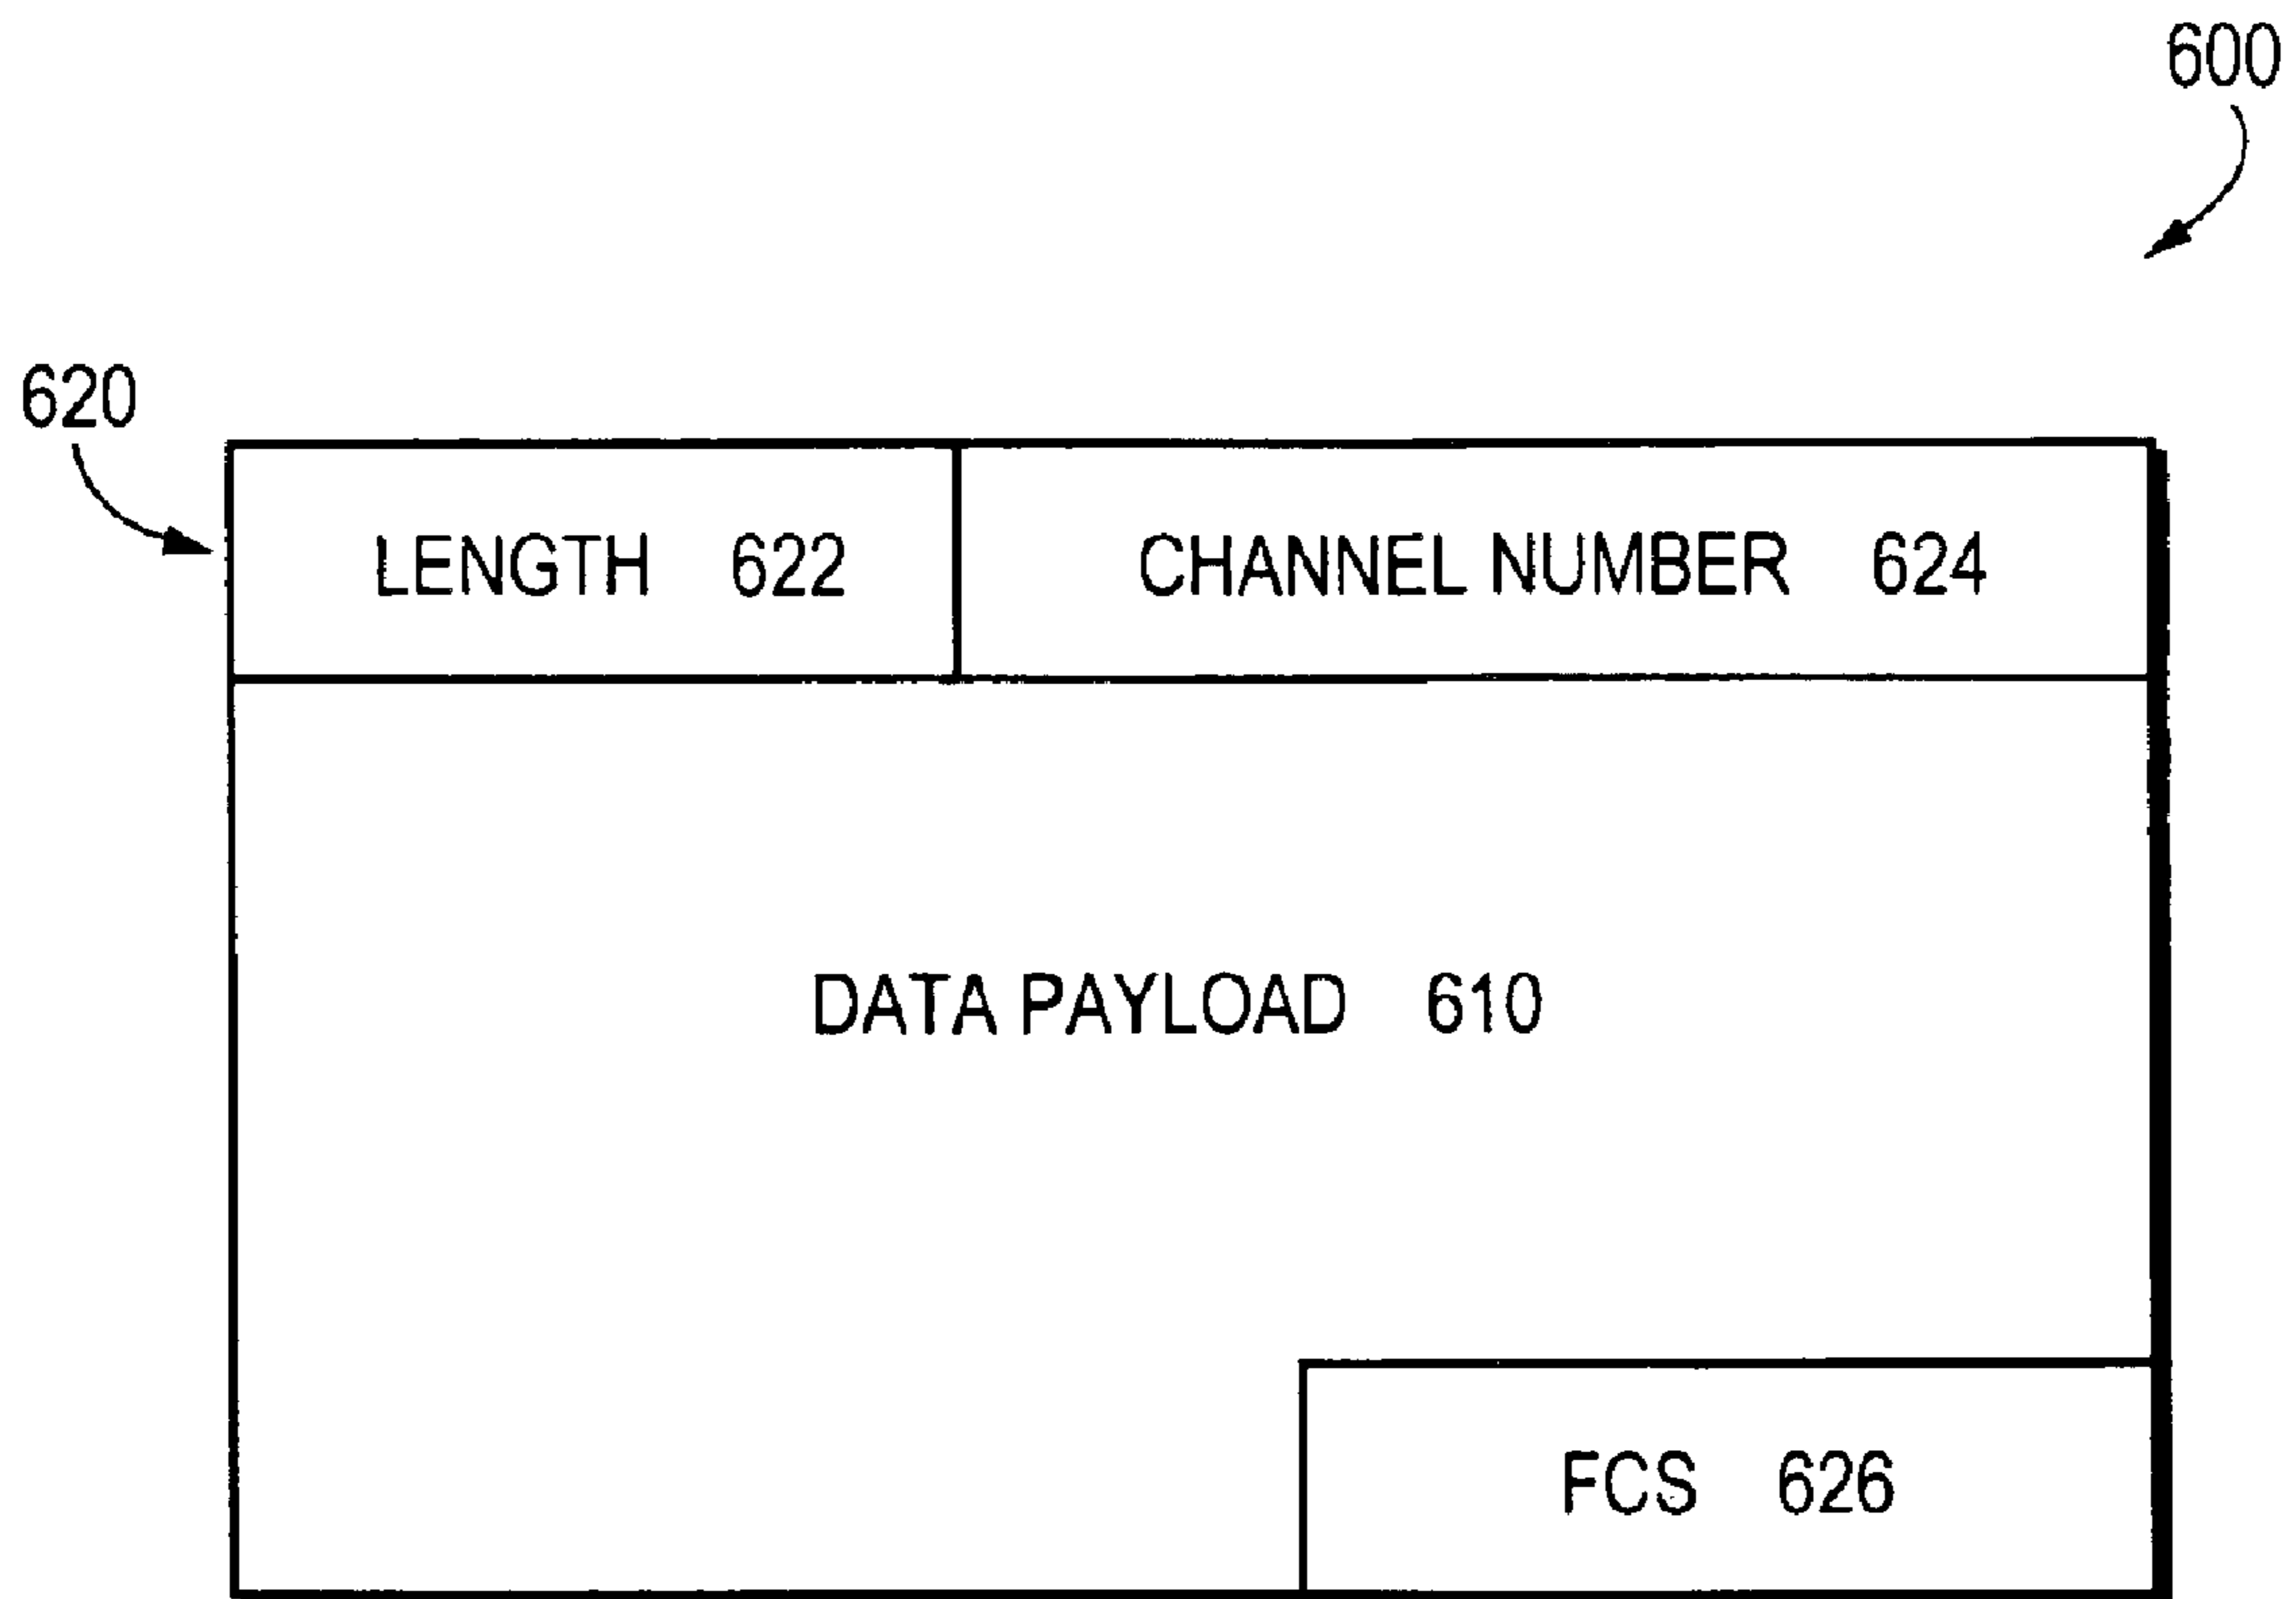 600
620
LENGTH 622 CHANNEL NUMBER 624
DATA PAYLOAD 610
FCS 626